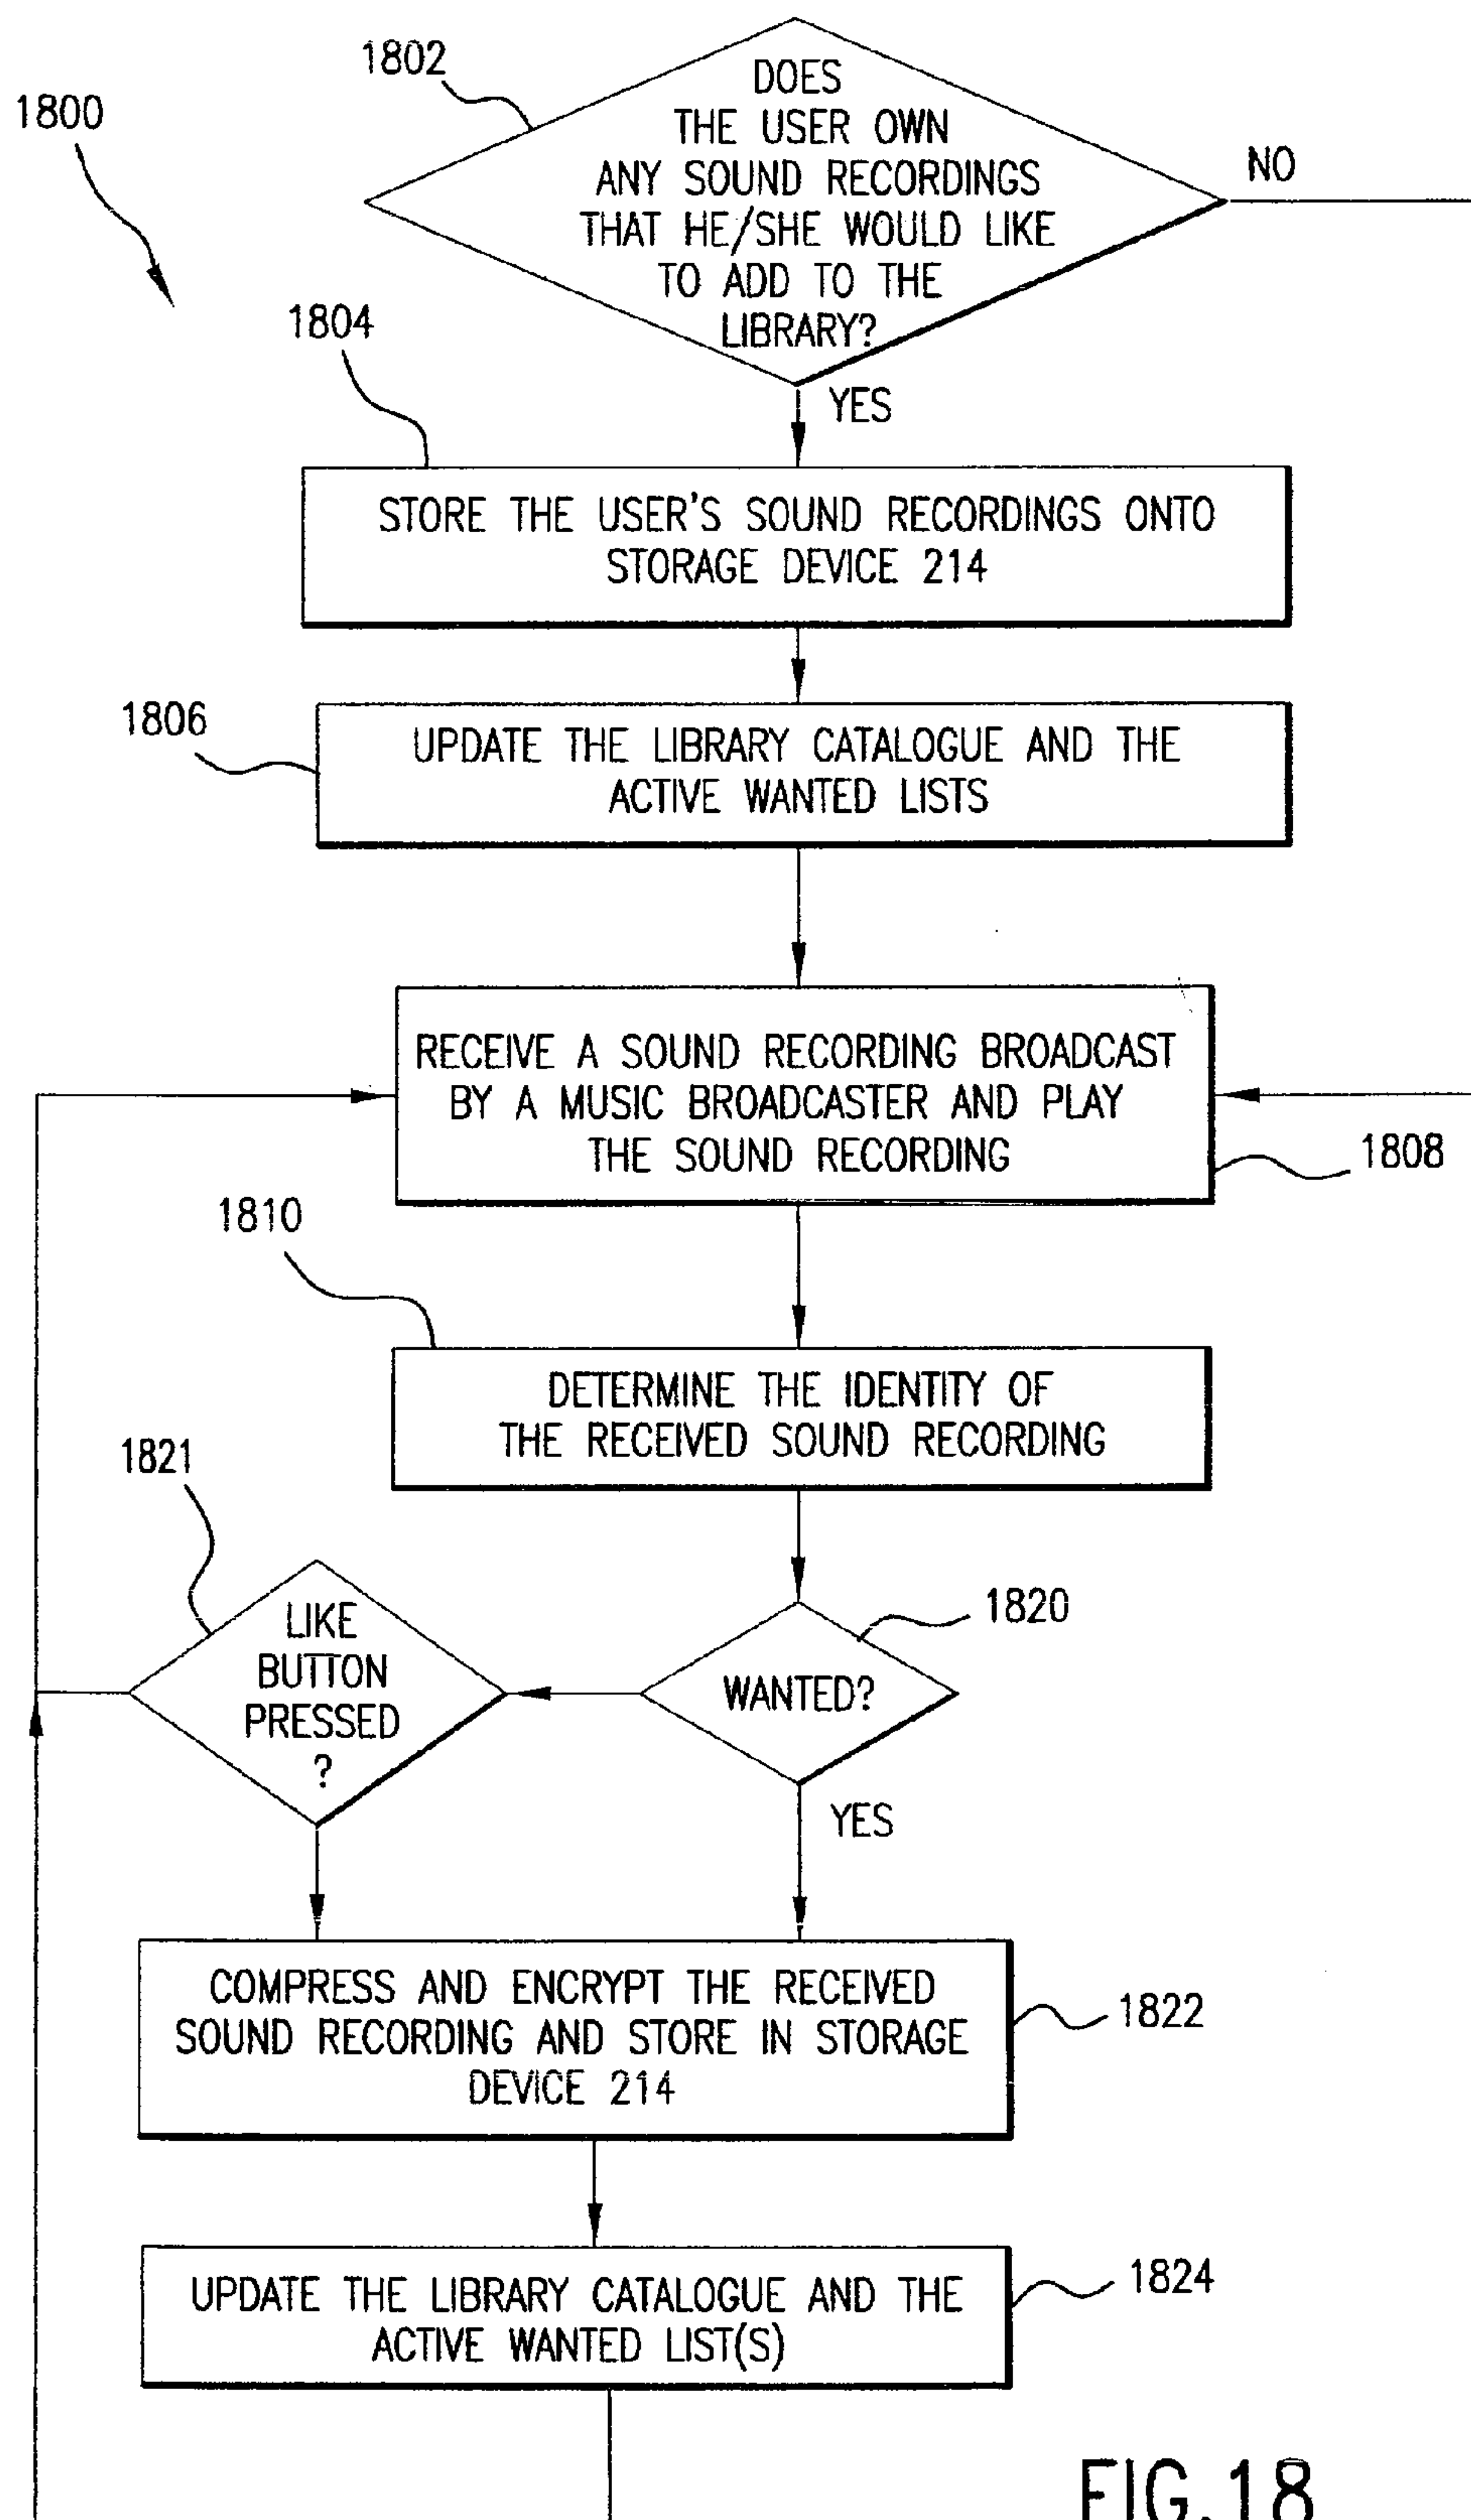 1800
1802
DOES
THE USER OWN
ANY SOUND RECORDINGS
THAT HE/SHE WOULD LIKE
TO ADD TO THE
LIBRARY?
NO
YES
1804
STORE THE USER'S SOUND RECORDINGS ONTO
STORAGE DEVICE 214
1806
UPDATE THE LIBRARY CATALOGUE AND THE
ACTIVE WANTED LISTS
RECEIVE A SOUND RECORDING BROADCAST
BY A MUSIC BROADCASTER AND PLAY
THE SOUND RECORDING
1808
1810
DETERMINE THE IDENTITY OF
THE RECEIVED SOUND RECORDING
1821
LIKE
BUTTON
PRESSED
?
1820
WANTED?
YES
COMPRESS AND ENCRYPT THE RECEIVED
SOUND RECORDING AND STORE IN STORAGE
DEVICE 214
1822
UPDATE THE LIBRARY CATALOGUE AND THE
ACTIVE WANTED LIST(S)
1824
FIG.18